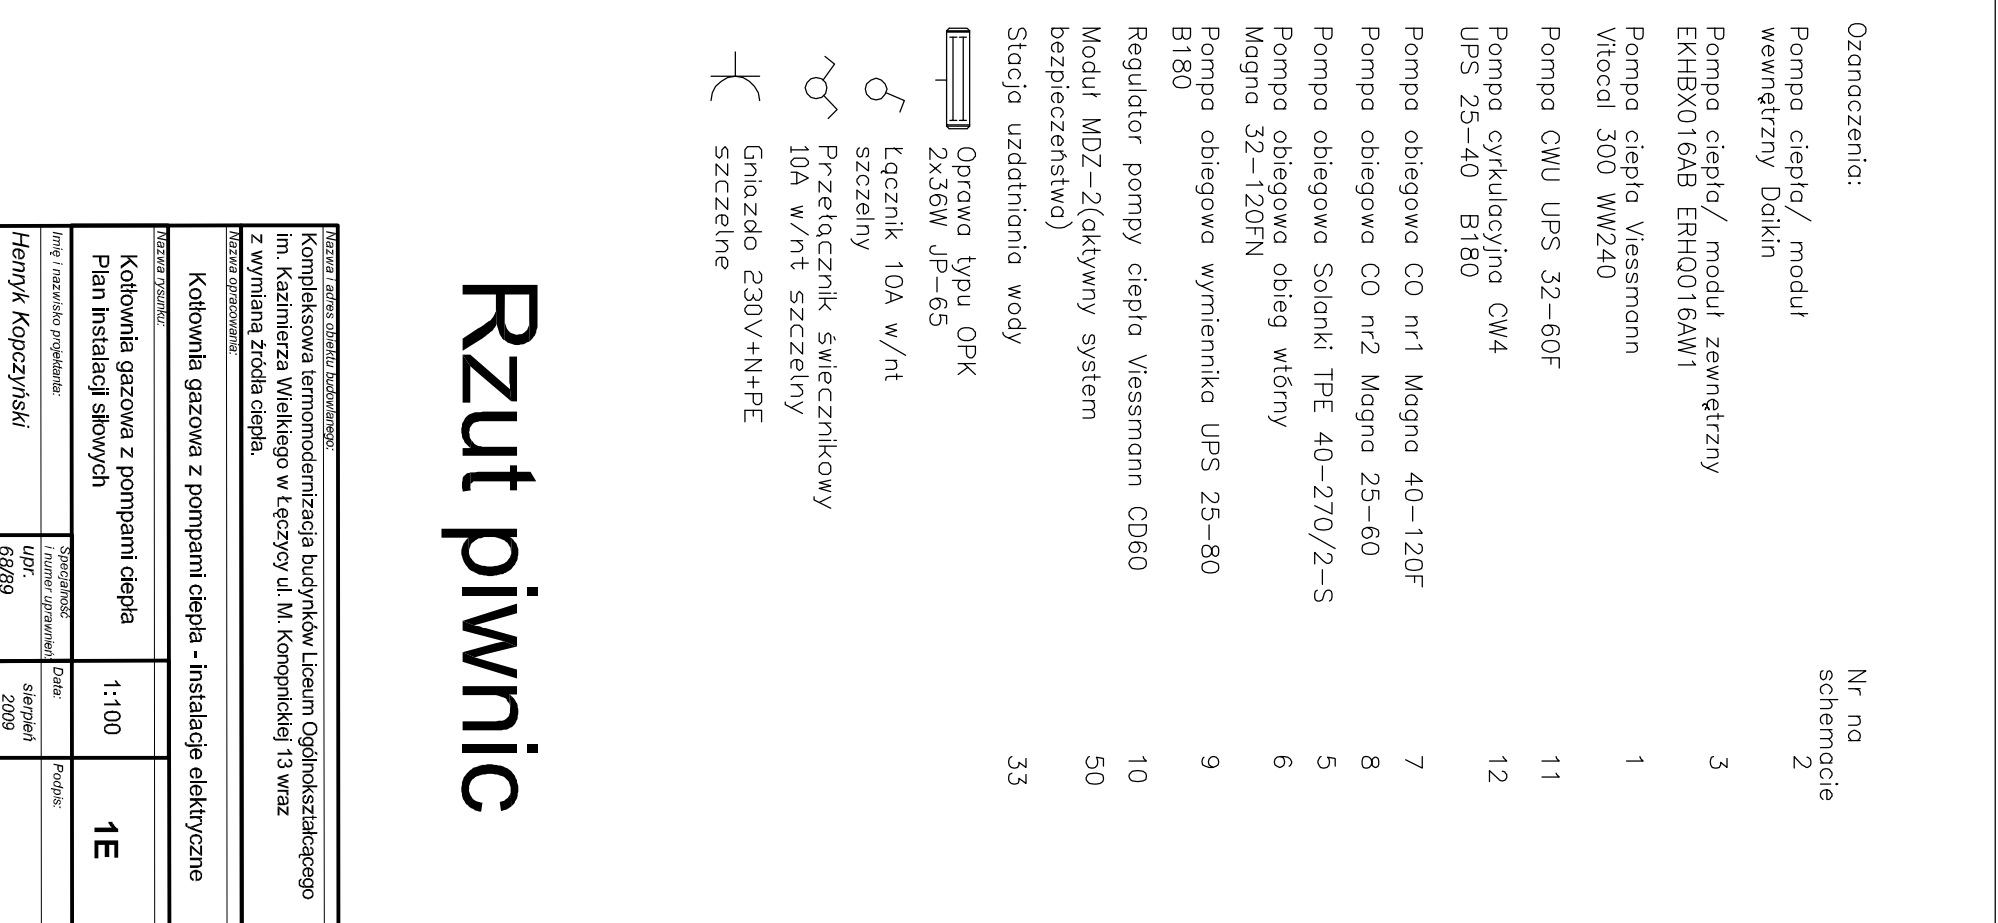 Ozanaczenia:
Nr na
schemacie
Pompa ciepła/ moduł
wewnętrzny Daikin
2
Pompa ciepła/ moduł zewnętrzny
EKHBX016AB ERHQ016AW1
3
Pompa ciepła Viessmann
Vitocal 300 WW240
1
Pompa CWU UPS 32-60F
11
Pompa cyrkulacyjna CW4
UPS 25-40 B180
12
Pompa obiegowa CO nr1 Magna 40-120F
7
Pompa obiegowa CO nr2 Magna 25-60
8
Pompa obiegowa Solanki TPE 40-270/2-S
5
Pompa obiegowa obieg wtórny
Magna 32-120FN
6
Pompa obiegowa wymiennika UPS 25-80
B180
9
Regulator pompy ciepła Viessmann CD60
10
Moduł MDZ-2(aktywny system
bezpieczeństwa)
50
Stacja uzdatniania wody
33
Oprawa typu OPK
2x36W JP-65
Łącznik 10A w/nt
szczelny
Przełącznik świecznikowy
10A w/nt szczelny
Gniazdo 230V+N+PE
szczelne
Rzut piwnic
Nazwa i adres obiektu budowlanego:
Kompleksowa termomodernizacja budynków Liceum Ogólnokształcącego
im. Kazimierza Wielkiego w Łęczycy ul. M. Konopnickiej 13 wraz
z wymianą źródła ciepła.
Nazwa opracowania:
Kotłownia gazowa z pompami ciepła - instalacje elektryczne
Nazwa rysunku:
Kotłownia gazowa z pompami ciepła
Plan instalacji siłowych
1:100
1E
Imię i nazwisko projektanta:
Specjalność
i numer uprawnień:
Data:
Podpis:
Henryk Kopczyński
upr.
68/89
sierpień
2009